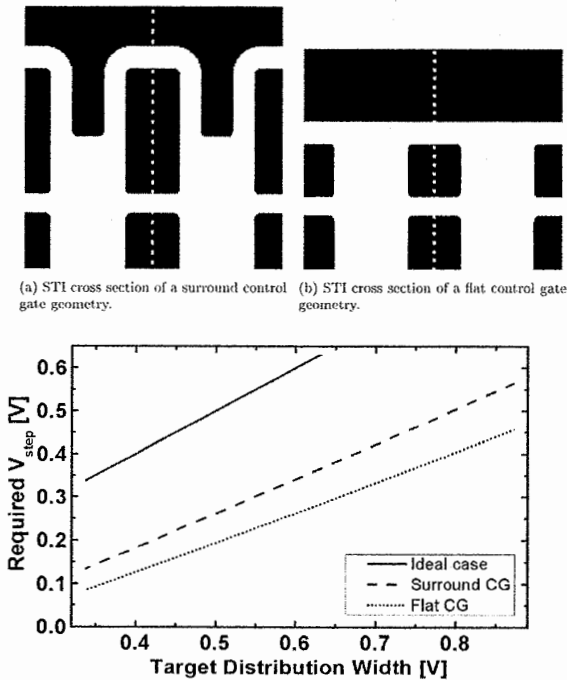 (a) STI cross section of a surround control gate geometry.
(b) STI cross section of a flat control gate geometry.
Required V_step [V]
0.6
0.5
0.4
0.3
0.2
0.1
0.0
Ideal case
Surround CG
Flat CG
0.4 0.5 0.6 0.7 0.8
Target Distribution Width [V]